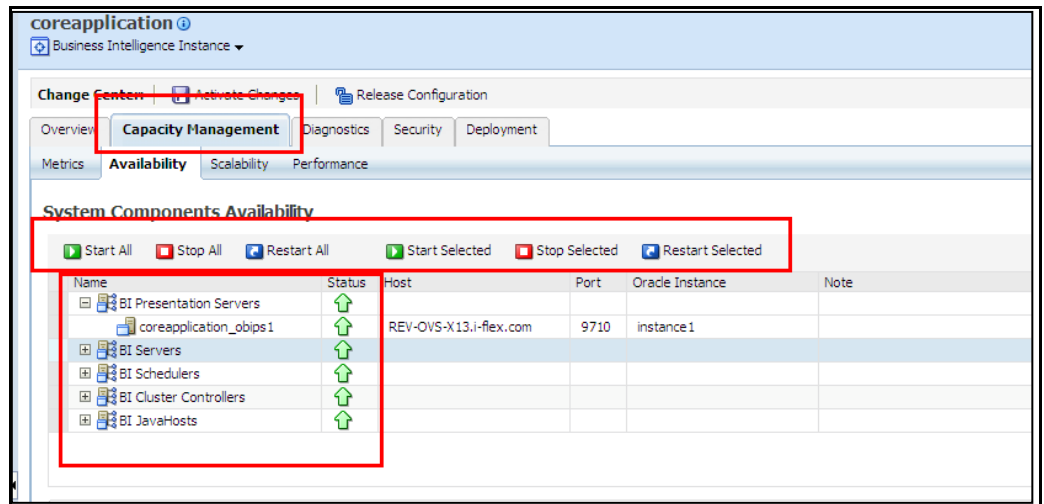 coreapplication
Business Intelligence Instance
Change Center: Activate Changes Release Configuration
Overview Capacity Management Diagnostics Security Deployment
Metrics Availability Scalability Performance
System Components Availability
Start All Stop All Restart All Start Selected Stop Selected Restart Selected
Name Status Host Port Oracle Instance Note
BI Presentation Servers
coreapplication_obips1 REV-OVS-X13.i-flex.com 9710 instance1
BI Servers
BI Schedulers
BI Cluster Controllers
BI JavaHosts